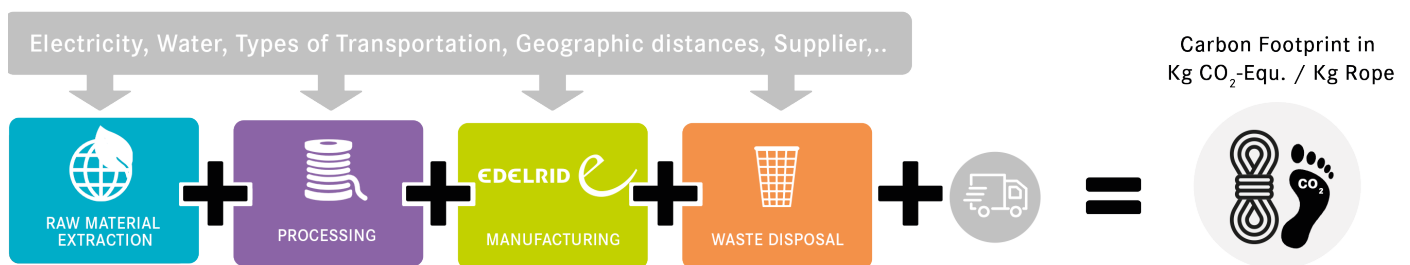 Electricity, Water, Types of Transportation, Geographic distances, Supplier,..
Carbon Footprint in
Kg CO₂-Equ. / Kg Rope
RAW MATERIAL
EXTRACTION
PROCESSING
EDELRID e
MANUFACTURING
WASTE DISPOSAL
CO₂